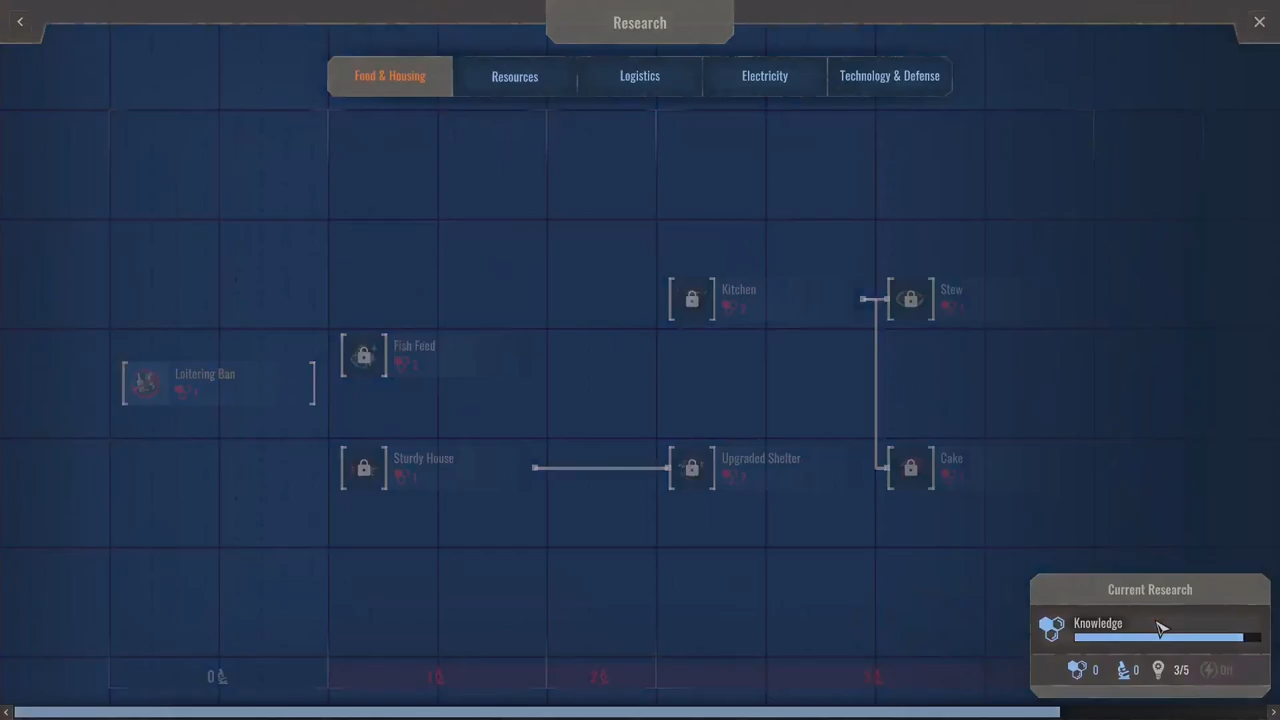 Research
Food & Housing
Resources
Logistics
Electricity
Technology & Defense
Kitchen
Stew
Fish Feed
Loitering Ban
Sturdy House
Upgraded Shelter
Cake
Current Research
Knowledge
0
0
3/5
0